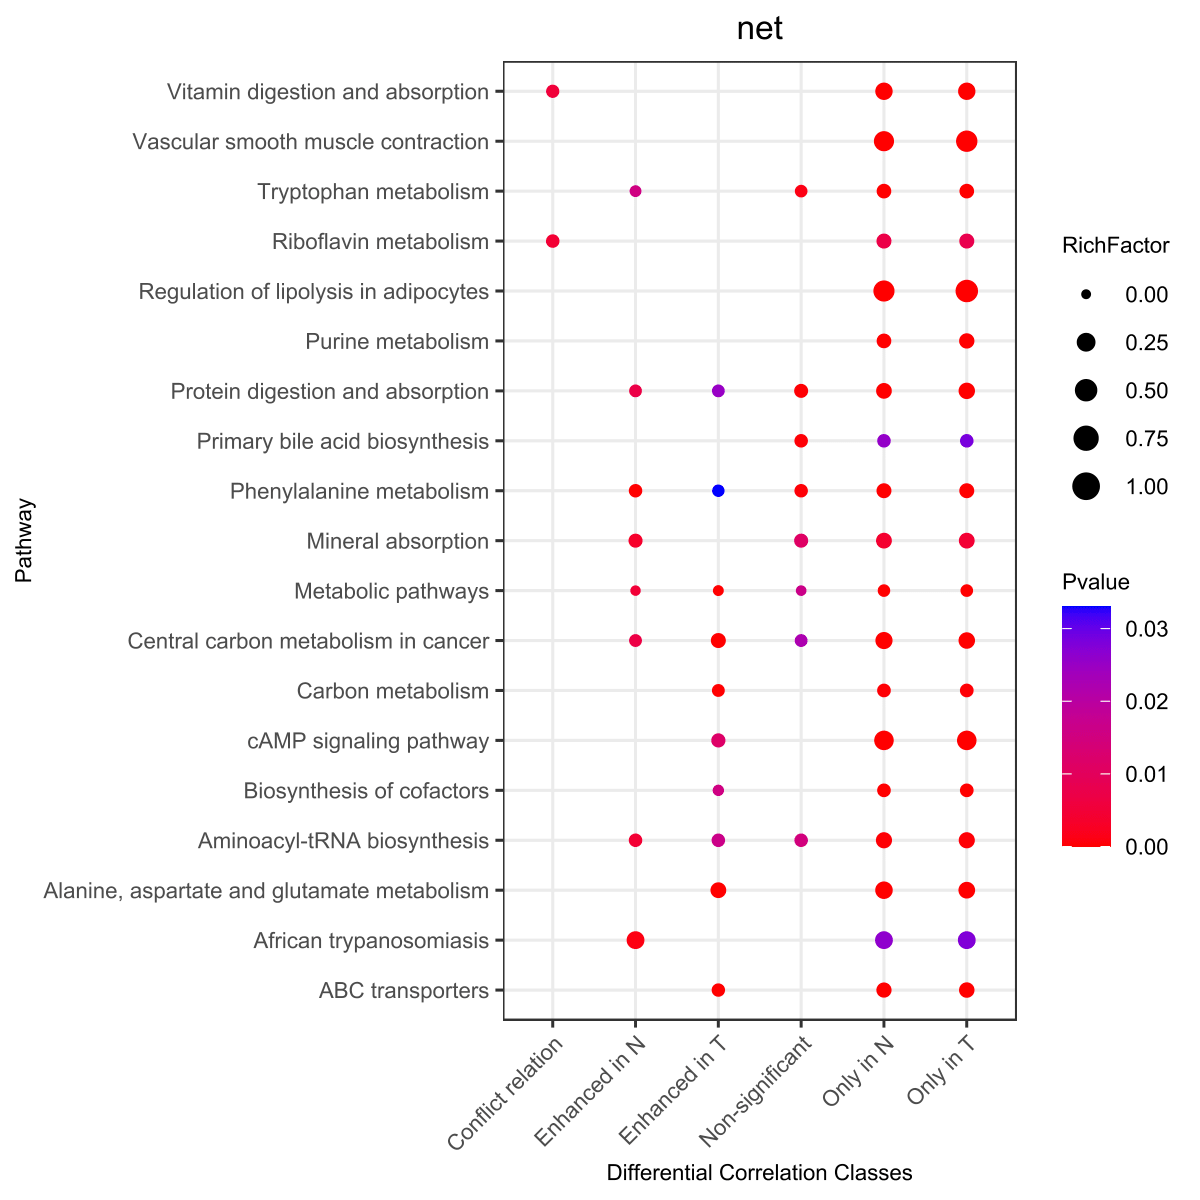 net
Vitamin digestion and absorption
Vascular smooth muscle contraction
Tryptophan metabolism
Riboflavin metabolism
Regulation of lipolysis in adipocytes
Purine metabolism
Protein digestion and absorption
Primary bile acid biosynthesis
Phenylalanine metabolism
Mineral absorption
Metabolic pathways
Central carbon metabolism in cancer
Carbon metabolism
cAMP signaling pathway
Biosynthesis of cofactors
Aminoacyl-tRNA biosynthesis
Alanine, aspartate and glutamate metabolism
African trypanosomiasis
ABC transporters
Pathway
Conflict relation
Enhanced in N
Enhanced in T
Non-significant
Only in N
Only in T
Differential Correlation Classes
RichFactor
0.00
0.25
0.50
0.75
1.00
Pvalue
0.03
0.02
0.01
0.00